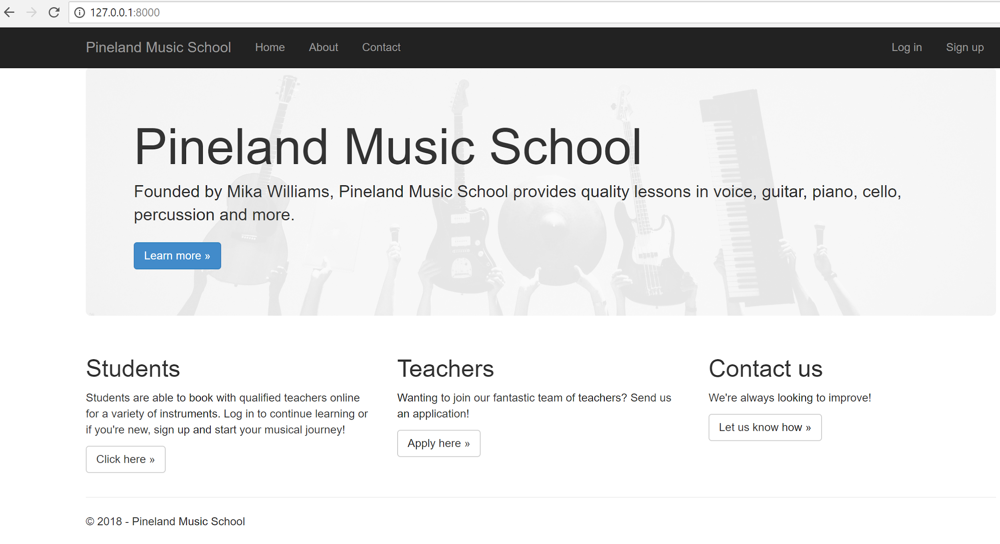 127.0.0.1:8000
Pineland Music School Home About Contact Log in Sign up
Pineland Music School
Founded by Mika Williams, Pineland Music School provides quality lessons in voice, guitar, piano, cello,
percussion and more.
Learn more »
Students
Students are able to book with qualified teachers online
for a variety of instruments. Log in to continue learning or
if you're new, sign up and start your musical journey!
Click here »
Teachers
Wanting to join our fantastic team of teachers? Send us
an application!
Apply here »
Contact us
We're always looking to improve!
Let us know how »
© 2018 - Pineland Music School